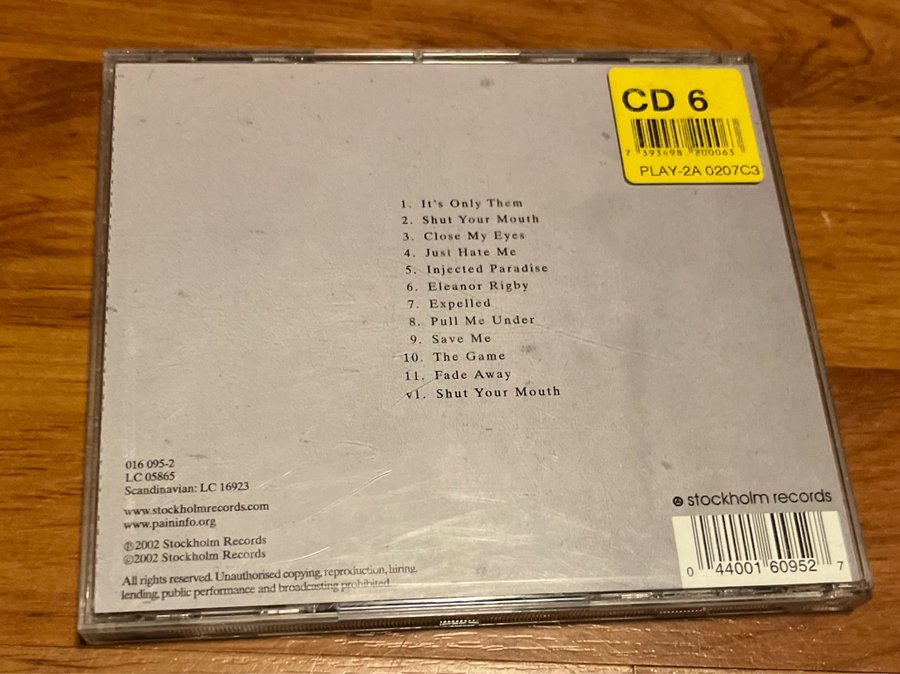 CD 6
7 393498 200063
PLAY-2A 0207C3
1. It's Only Them
2. Shut Your Mouth
3. Close My Eyes
4. Just Hate Me
5. Injected Paradise
6. Eleanor Rigby
7. Expelled
8. Pull Me Under
9. Save Me
10. The Game
11. Fade Away
v1. Shut Your Mouth
016 095-2
LC 05865
Scandinavian: LC 16923
www.stockholmrecords.com
www.paininfo.org
℗2002 Stockholm Records
©2002 Stockholm Records
All rights reserved. Unauthorised copying, reproduction, hiring,
lending, public performance and broadcasting prohibited.
stockholm records
0 44001 60952 7